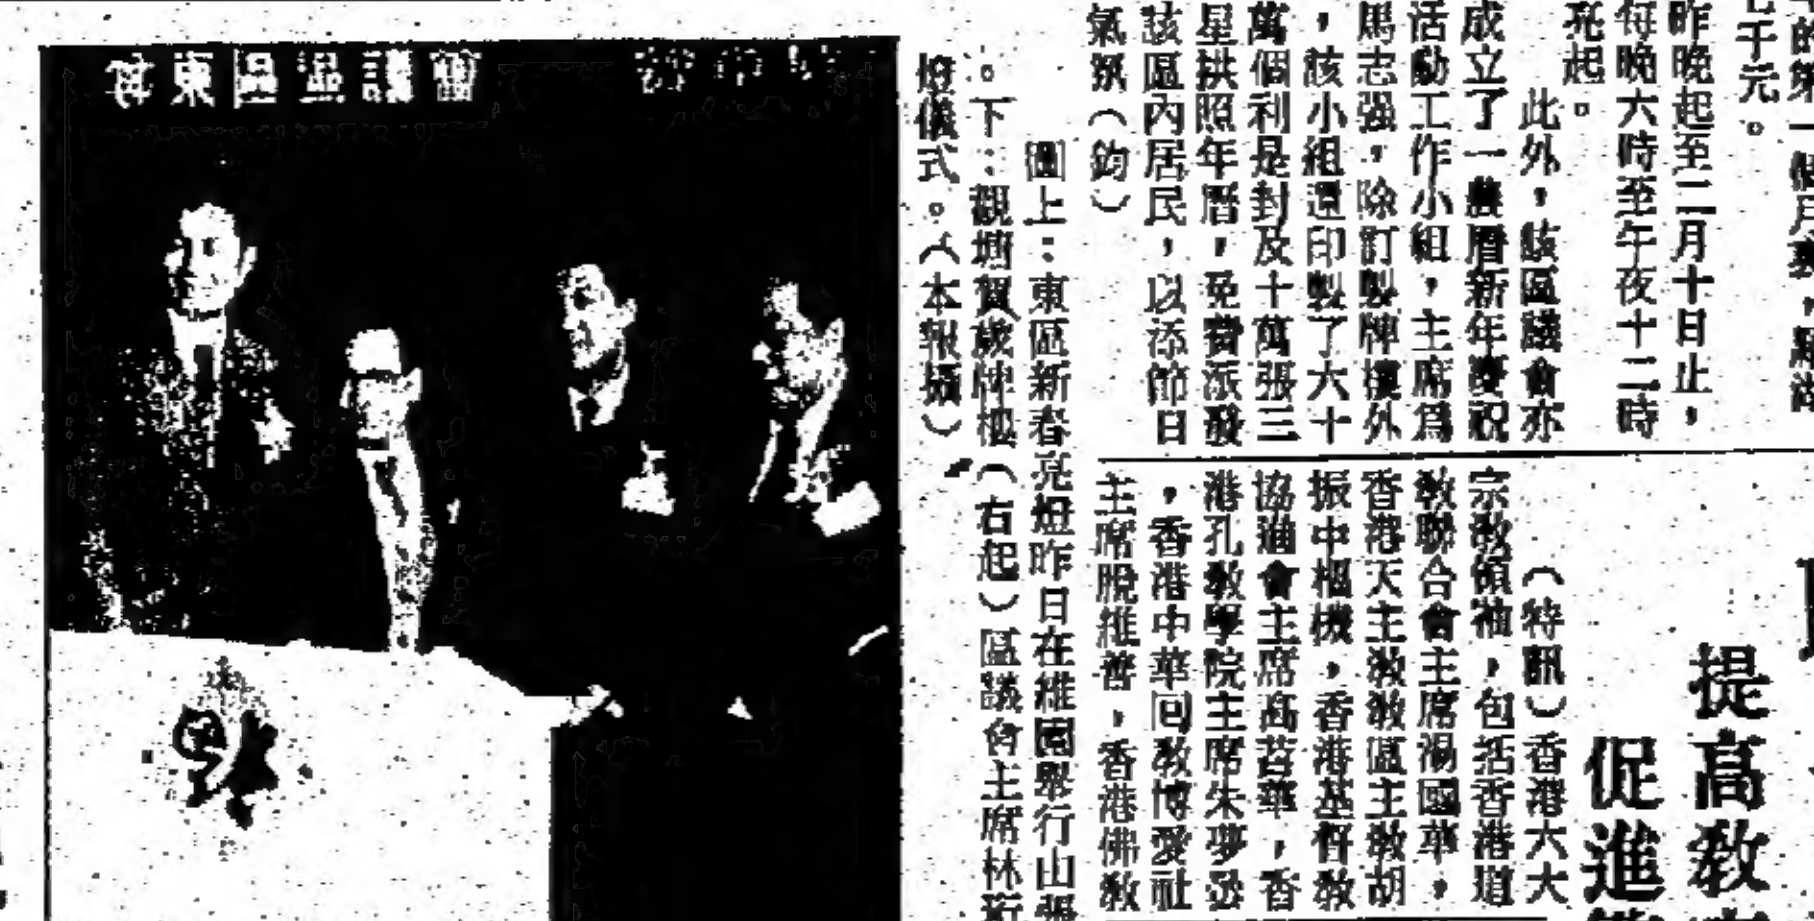 七千元。
昨晚起至二月十日止，
每晚六時至午夜十二時
亮起。
此外，該區議會亦
成立了一農曆新年慶祝
活動工作小組，主席爲
馬志强，除訂製牌樓外
，該小組還印製了六十
萬個利是封及十萬張三
星拱照年曆，免費派發
該區內居民，以添節日
氣氛（鈞）
圖上：東區新春亮燈昨日在維園舉行山張
。下：觀塘賀歲牌樓（右起）區議會主席林
燈儀式。（本報攝）
東區區議會
提高教
促進
（特訊）香港六大
宗教領袖，包括香港道
教聯合會主席湯國華，
香港天主教教區主教胡
振中樞機，香港基督教
協進會主席高苕華，香
港孔教學院主席朱夢曇
，香港中華回教博愛社
主席脫維善，香港佛教